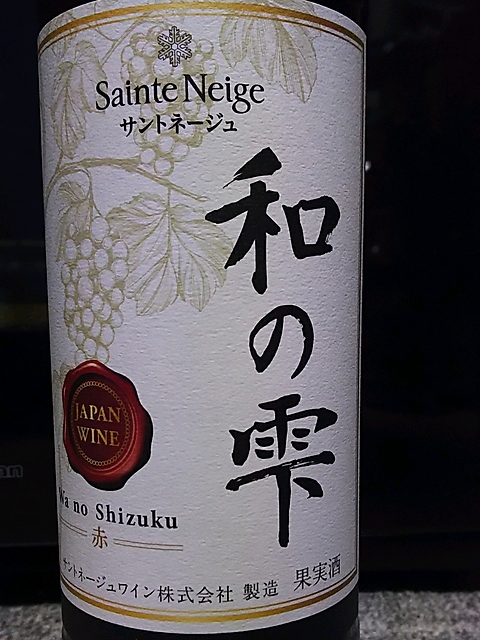 Sainte Neige
サントネージュ
和の雫
JAPAN
WINE
Wa no Shizuku
赤
サントネージュワイン株式会社 製造 果実酒